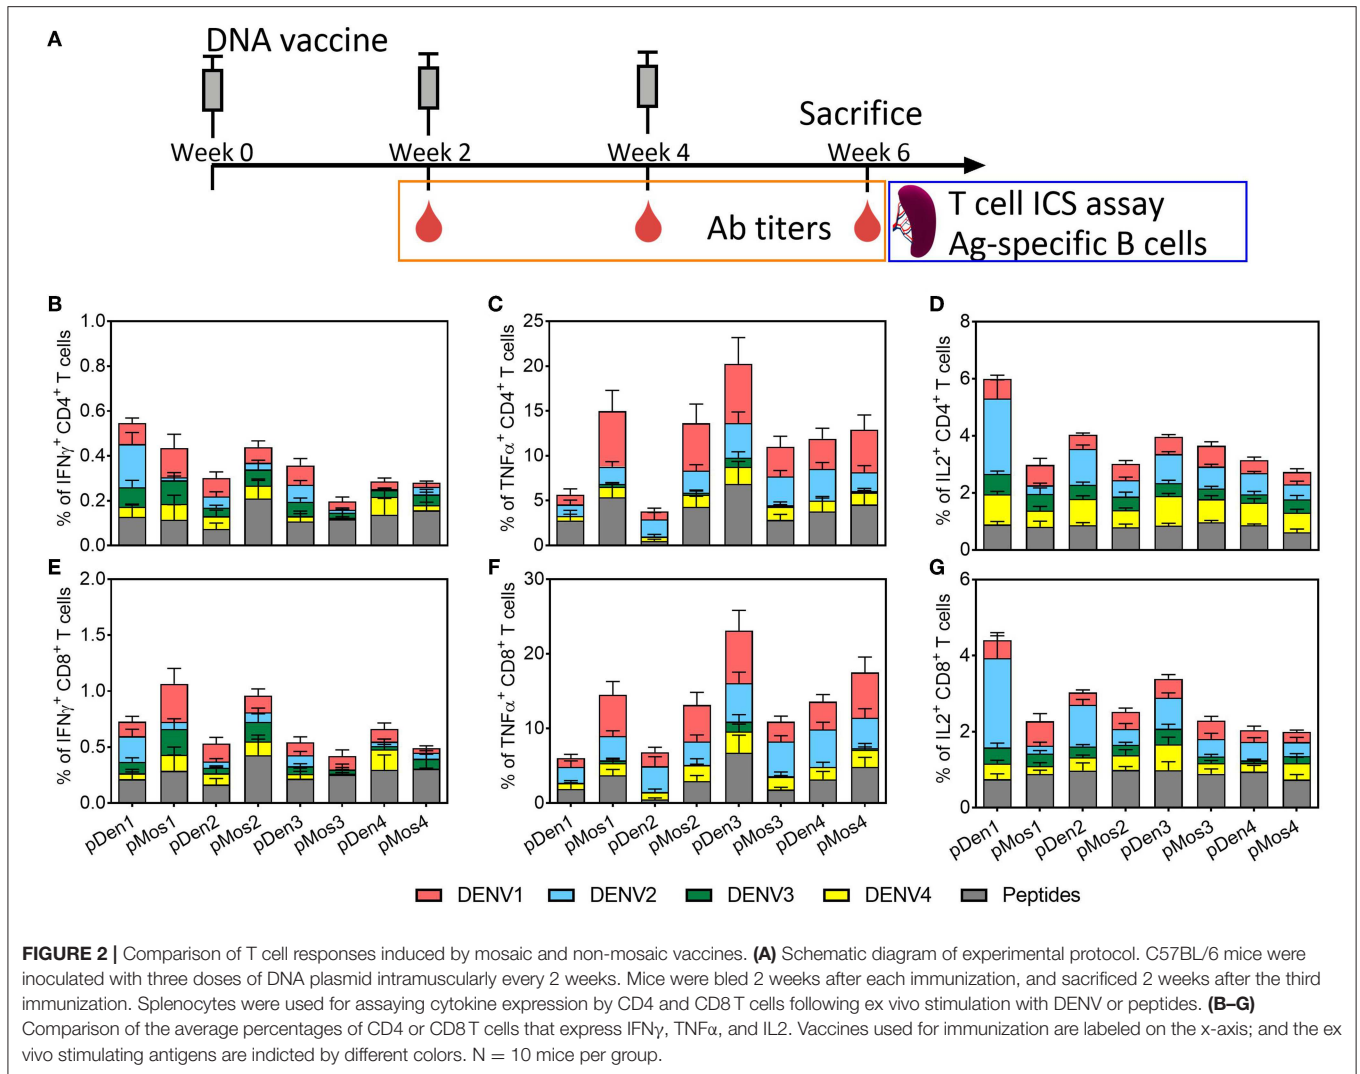 A
DNA vaccine
Sacrifice
Week 0 Week 2 Week 4 Week 6
Ab titers
T cell ICS assay
Ag-specific B cells
B
% of IFNγ+ CD4+ T cells
1.0
0.8
0.6
0.4
0.2
0.0
C
% of TNFα+ CD4+ T cells
25
20
15
10
5
0
D
% of IL2+ CD4+ T cells
8
6
4
2
0
E
% of IFNγ+ CD8+ T cells
2.0
1.5
1.0
0.5
0.0
pDen1 pMos1 pDen2 pMos2 pDen3 pMos3 pDen4 pMos4
F
% of TNFα+ CD8+ T cells
30
20
10
0
pDen1 pMos1 pDen2 pMos2 pDen3 pMos3 pDen4 pMos4
G
% of IL2+ CD8+ T cells
6
4
2
0
pDen1 pMos1 pDen2 pMos2 pDen3 pMos3 pDen4 pMos4
DENV1 DENV2 DENV3 DENV4 Peptides
FIGURE 2 | Comparison of T cell responses induced by mosaic and non-mosaic vaccines. (A) Schematic diagram of experimental protocol. C57BL/6 mice were
inoculated with three doses of DNA plasmid intramuscularly every 2 weeks. Mice were bled 2 weeks after each immunization, and sacrificed 2 weeks after the third
immunization. Splenocytes were used for assaying cytokine expression by CD4 and CD8 T cells following ex vivo stimulation with DENV or peptides. (B–G)
Comparison of the average percentages of CD4 or CD8 T cells that express IFNγ, TNFα, and IL2. Vaccines used for immunization are labeled on the x-axis; and the ex
vivo stimulating antigens are indicted by different colors. N = 10 mice per group.